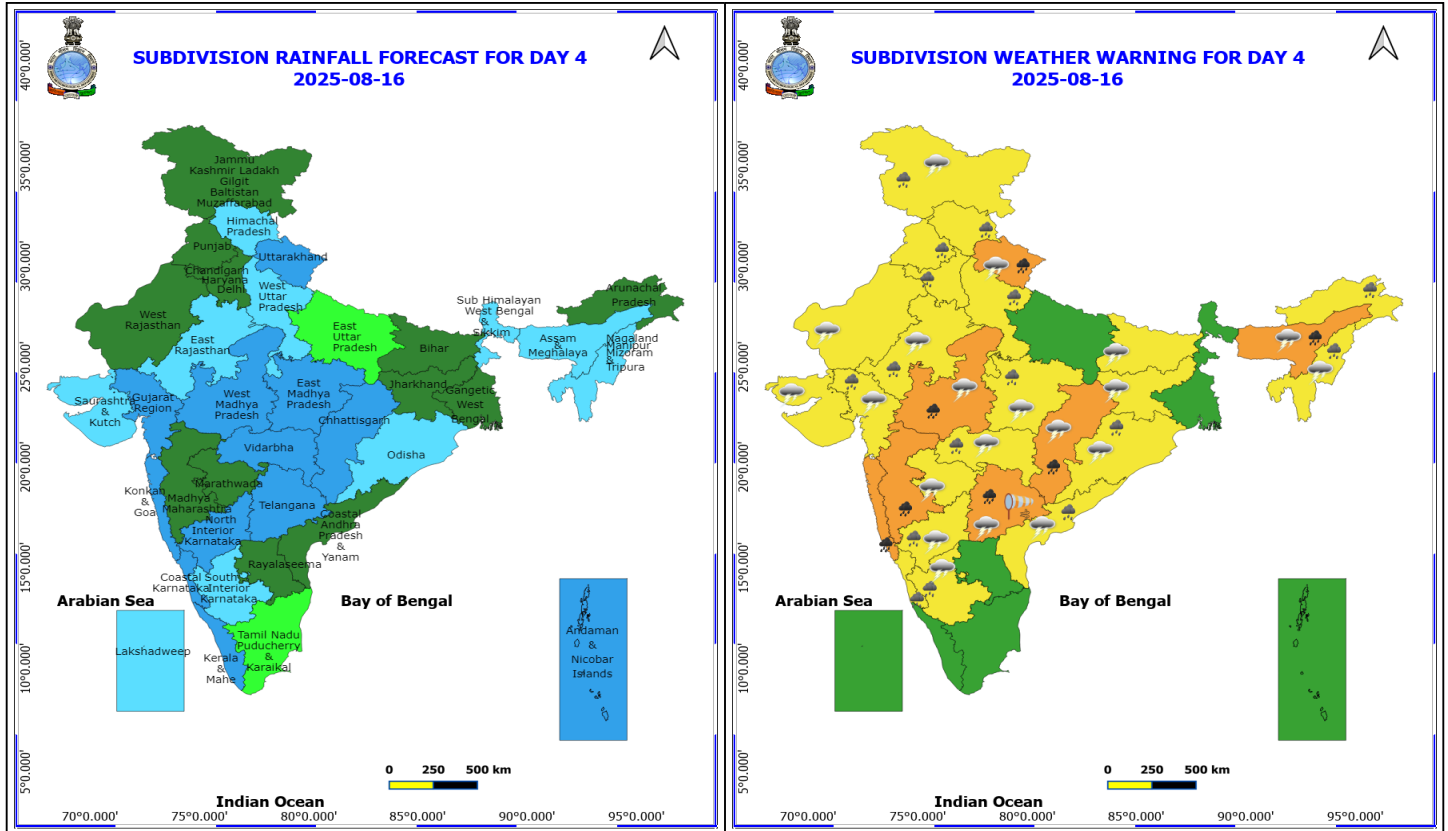 SUBDIVISION RAINFALL FORECAST FOR DAY 4
2025-08-16
40°0.000'
35°0.000'
30°0.000'
25°0.000'
20°0.000'
15°0.000'
10°0.000'
5°0.000'
Jammu
Kashmir Ladakh
Gilgit
Baltistan
Muzaffarabad
Himachal
Pradesh
Punjab
Uttarakhand
Chandigarh
Haryana
Delhi
West
Uttar
Pradesh
West
Rajasthan
East
Rajasthan
East
Uttar
Pradesh
Sub Himalayan
West Bengal
&
Sikkim
Arunachal
Pradesh
Assam
&
Meghalaya
Nagaland
Manipur
Mizoram
&
Tripura
Bihar
Jharkhand
Gangetic
West
Bengal
Saurashtra
&
Kutch
Gujarat
Region
West
Madhya
Pradesh
East
Madhya
Pradesh
Chhattisgarh
Vidarbha
Odisha
Konkan
&
Goa
Madhya
Maharashtra
Marathwada
Telangana
North
Interior
Karnataka
Coastal
Andhra
Pradesh
&
Yanam
Rayalaseema
Coastal
Karnataka
South
Interior
Karnataka
Arabian Sea
Bay of Bengal
Lakshadweep
Kerala
&
Mahe
Tamil Nadu
Puducherry
&
Karaikal
Andaman
&
Nicobar
Islands
0 250 500 km
Indian Ocean
70°0.000' 75°0.000' 80°0.000' 85°0.000' 90°0.000' 95°0.000'
SUBDIVISION WEATHER WARNING FOR DAY 4
2025-08-16
40°0.000'
35°0.000'
30°0.000'
25°0.000'
20°0.000'
15°0.000'
10°0.000'
5°0.000'
Arabian Sea
Bay of Bengal
0 250 500 km
Indian Ocean
70°0.000' 75°0.000' 80°0.000' 85°0.000' 90°0.000' 95°0.000'